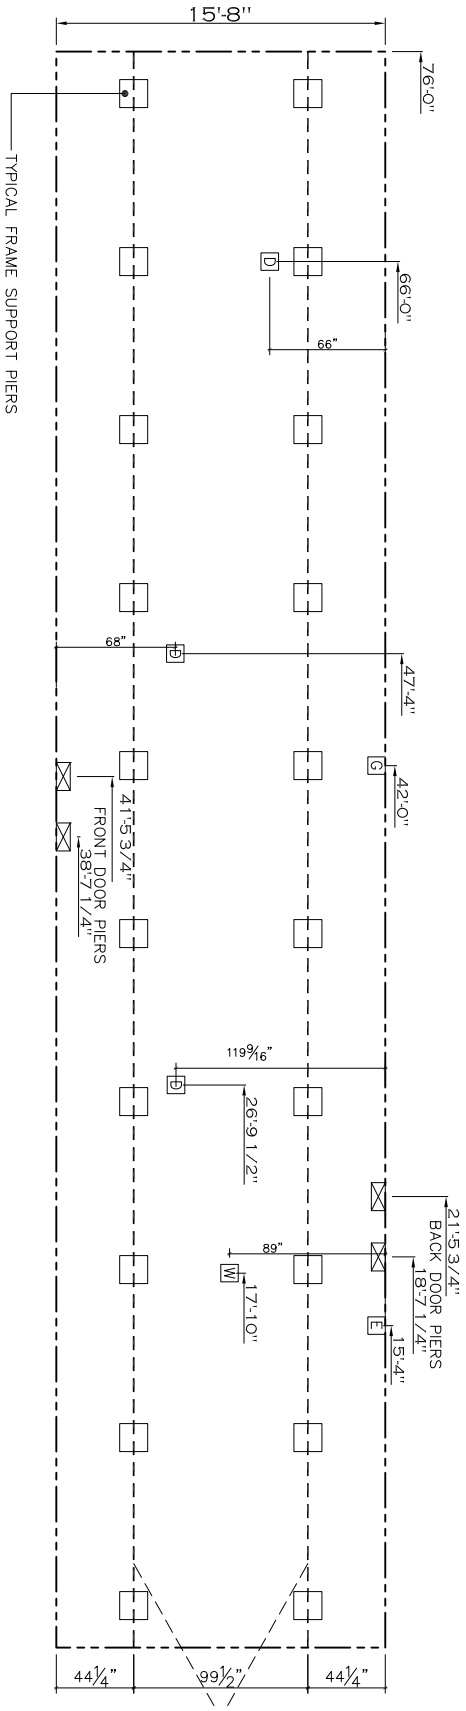 15'-8"
76'-0"
TYPICAL FRAME SUPPORT PIERS
D
66'-0"
66"
68"
D
47'-4"
G
42'-0"
41'-5 3/4"
FRONT DOOR PIERS
38'-7 1/4"
119 9/16"
D
26'-9 1/2"
21'-5 3/4"
BACK DOOR PIERS
18'-7 1/4"
89"
W
17'-10"
E
15'-4"
44 1/4"
99 1/2"
44 1/4"